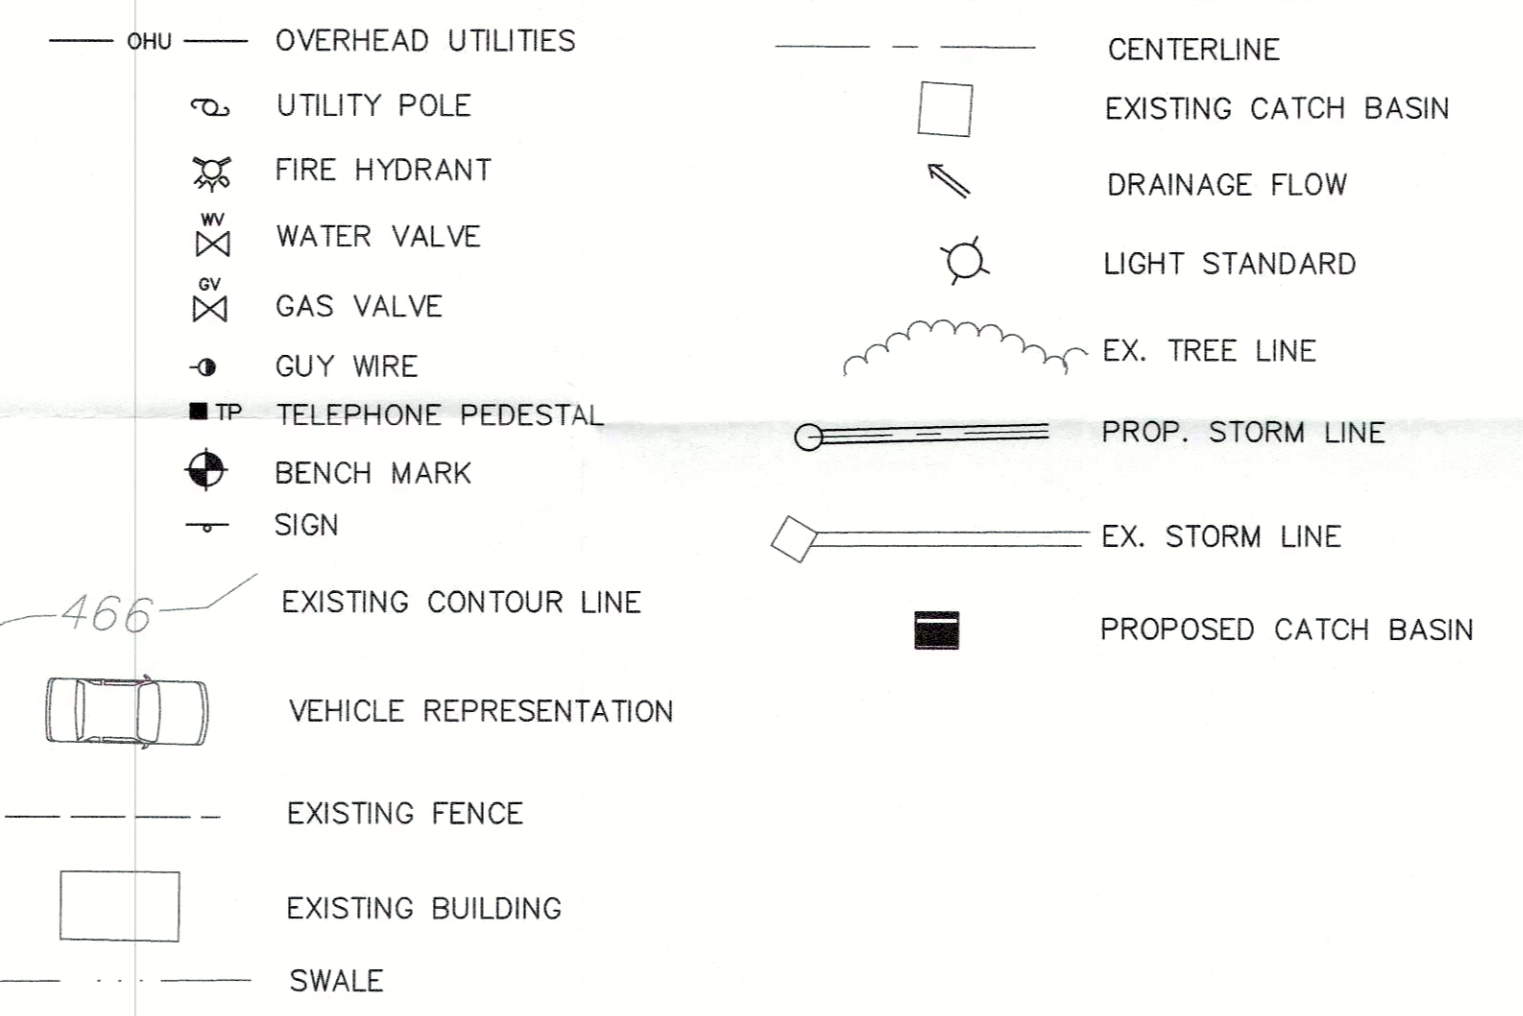 OHU OVERHEAD UTILITIES
UTILITY POLE
FIRE HYDRANT
WV
WATER VALVE
GV
GAS VALVE
GUY WIRE
TP TELEPHONE PEDESTAL
BENCH MARK
SIGN
466 EXISTING CONTOUR LINE
VEHICLE REPRESENTATION
EXISTING FENCE
EXISTING BUILDING
SWALE
CENTERLINE
EXISTING CATCH BASIN
DRAINAGE FLOW
LIGHT STANDARD
EX. TREE LINE
PROP. STORM LINE
EX. STORM LINE
PROPOSED CATCH BASIN